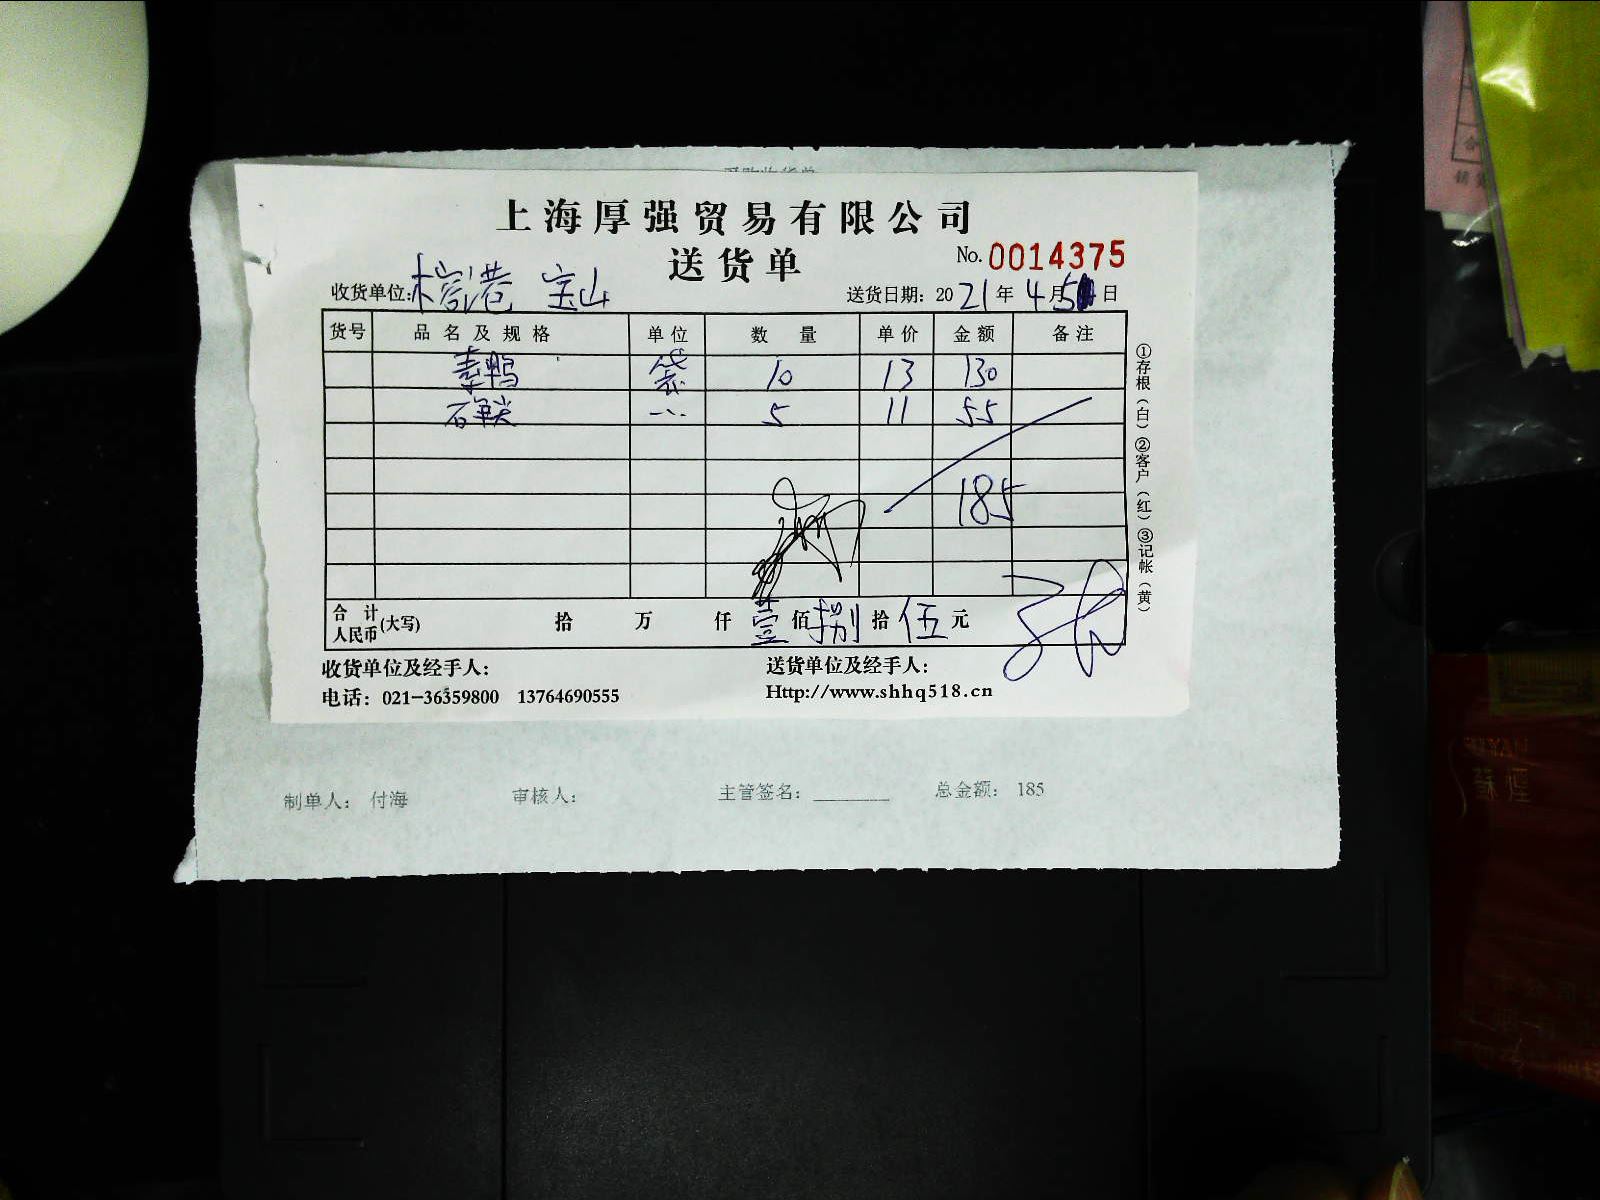 上海厚强贸易有限公司
送货单
No. 0014375
收货单位: 宝山
送货日期: 2021年4月5日
货号 品名及规格 单位 数量 单价 金额 备注
素鸭 袋 10 13 130
5 11 55
185
合计人民币(大写) 拾 万 仟 壹佰捌拾伍元
收货单位及经手人:
送货单位及经手人:
电话: 021-36359800 13764690555
Http://www.shhq518.cn
①存根(白)②客户(红)③记帐(黄)
制单人: 付海 审核人: 主管签名: ________ 总金额: 185